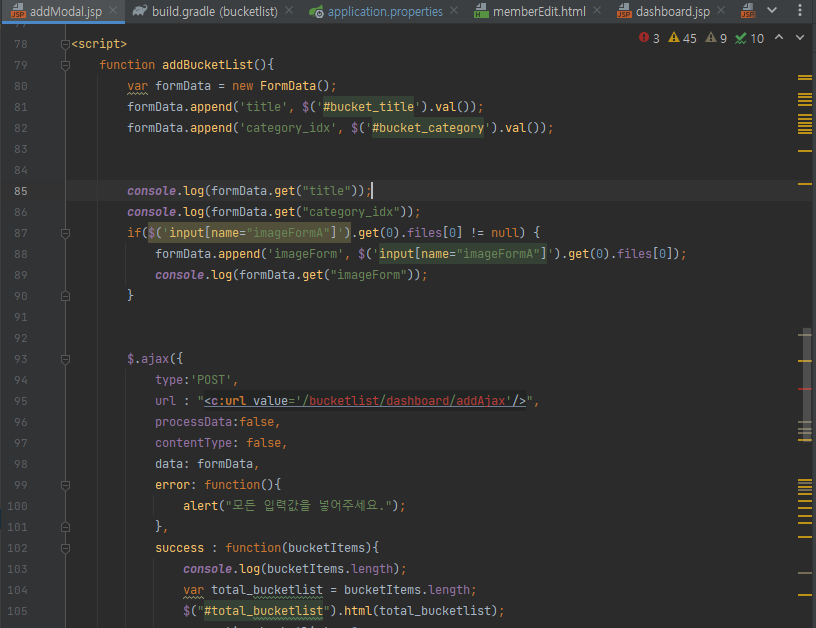 addModal.jsp build.gradle (bucketlist) application.properties memberEdit.html dashboard.jsp
3 45 9 10
78 <script>
79 function addBucketList(){
80 var formData = new FormData();
81 formData.append('title', $('#bucket_title').val());
82 formData.append('category_idx', $('#bucket_category').val());
83
84
85 console.log(formData.get("title"));
86 console.log(formData.get("category_idx"));
87 if($('input[name="imageFormA"]').get(0).files[0] != null) {
88 formData.append('imageForm', $('input[name="imageFormA"]').get(0).files[0]);
89 console.log(formData.get("imageForm"));
90 }
91
92
93 $.ajax({
94 type:'POST',
95 url : "<c:url value='/bucketlist/dashboard/addAjax'/>",
96 processData:false,
97 contentType: false,
98 data: formData,
99 error: function(){
100 alert("모든 입력값을 넣어주세요.");
101 },
102 success : function(bucketItems){
103 console.log(bucketItems.length);
104 var total_bucketlist = bucketItems.length;
105 $("#total_bucketlist").html(total_bucketlist);